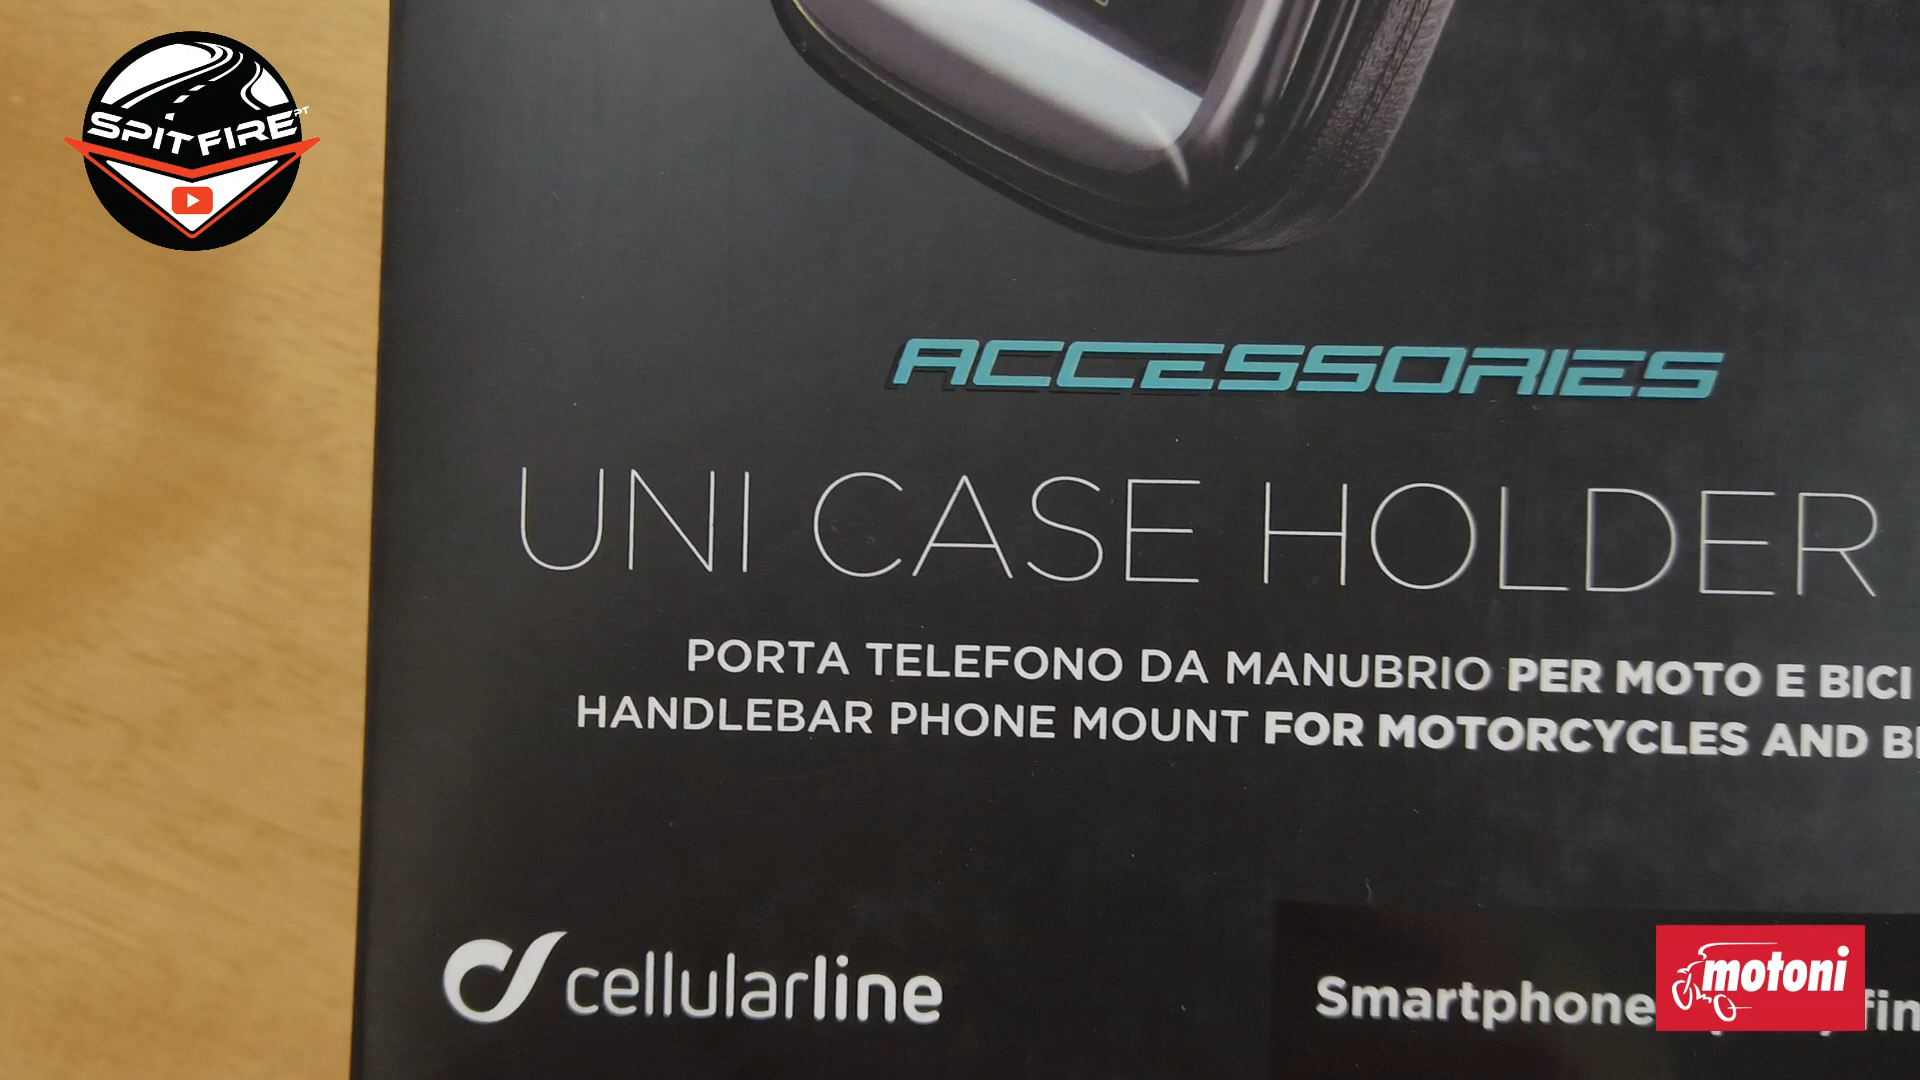 SPITFIRE PT
ACCESSORIES
UNI CASE HOLDER
PORTA TELEFONO DA MANUBRIO PER MOTO E BICI
HANDLEBAR PHONE MOUNT FOR MOTORCYCLES AND
cellularline
Smartphone
motoni